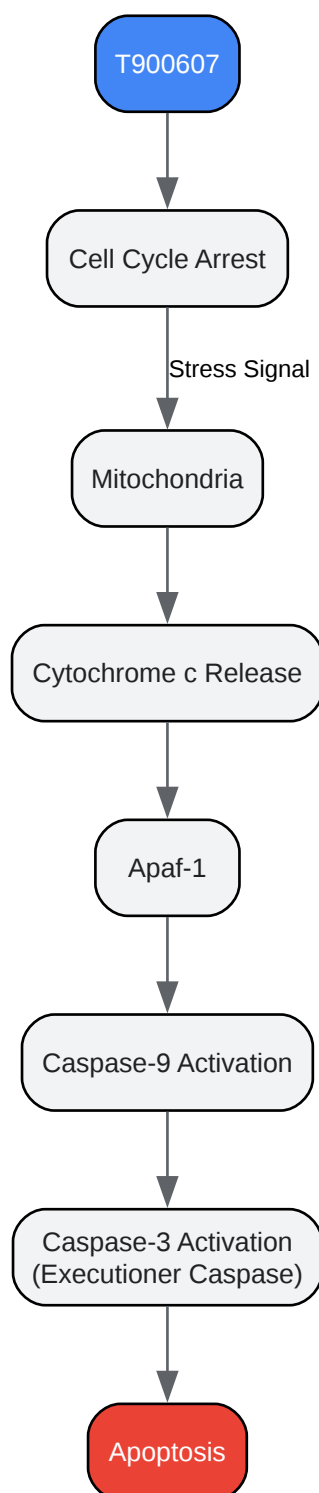 T900607
Cell Cycle Arrest
Stress Signal
Mitochondria
Cytochrome c Release
Apaf-1
Caspase-9 Activation
Caspase-3 Activation
(Executioner Caspase)
Apoptosis